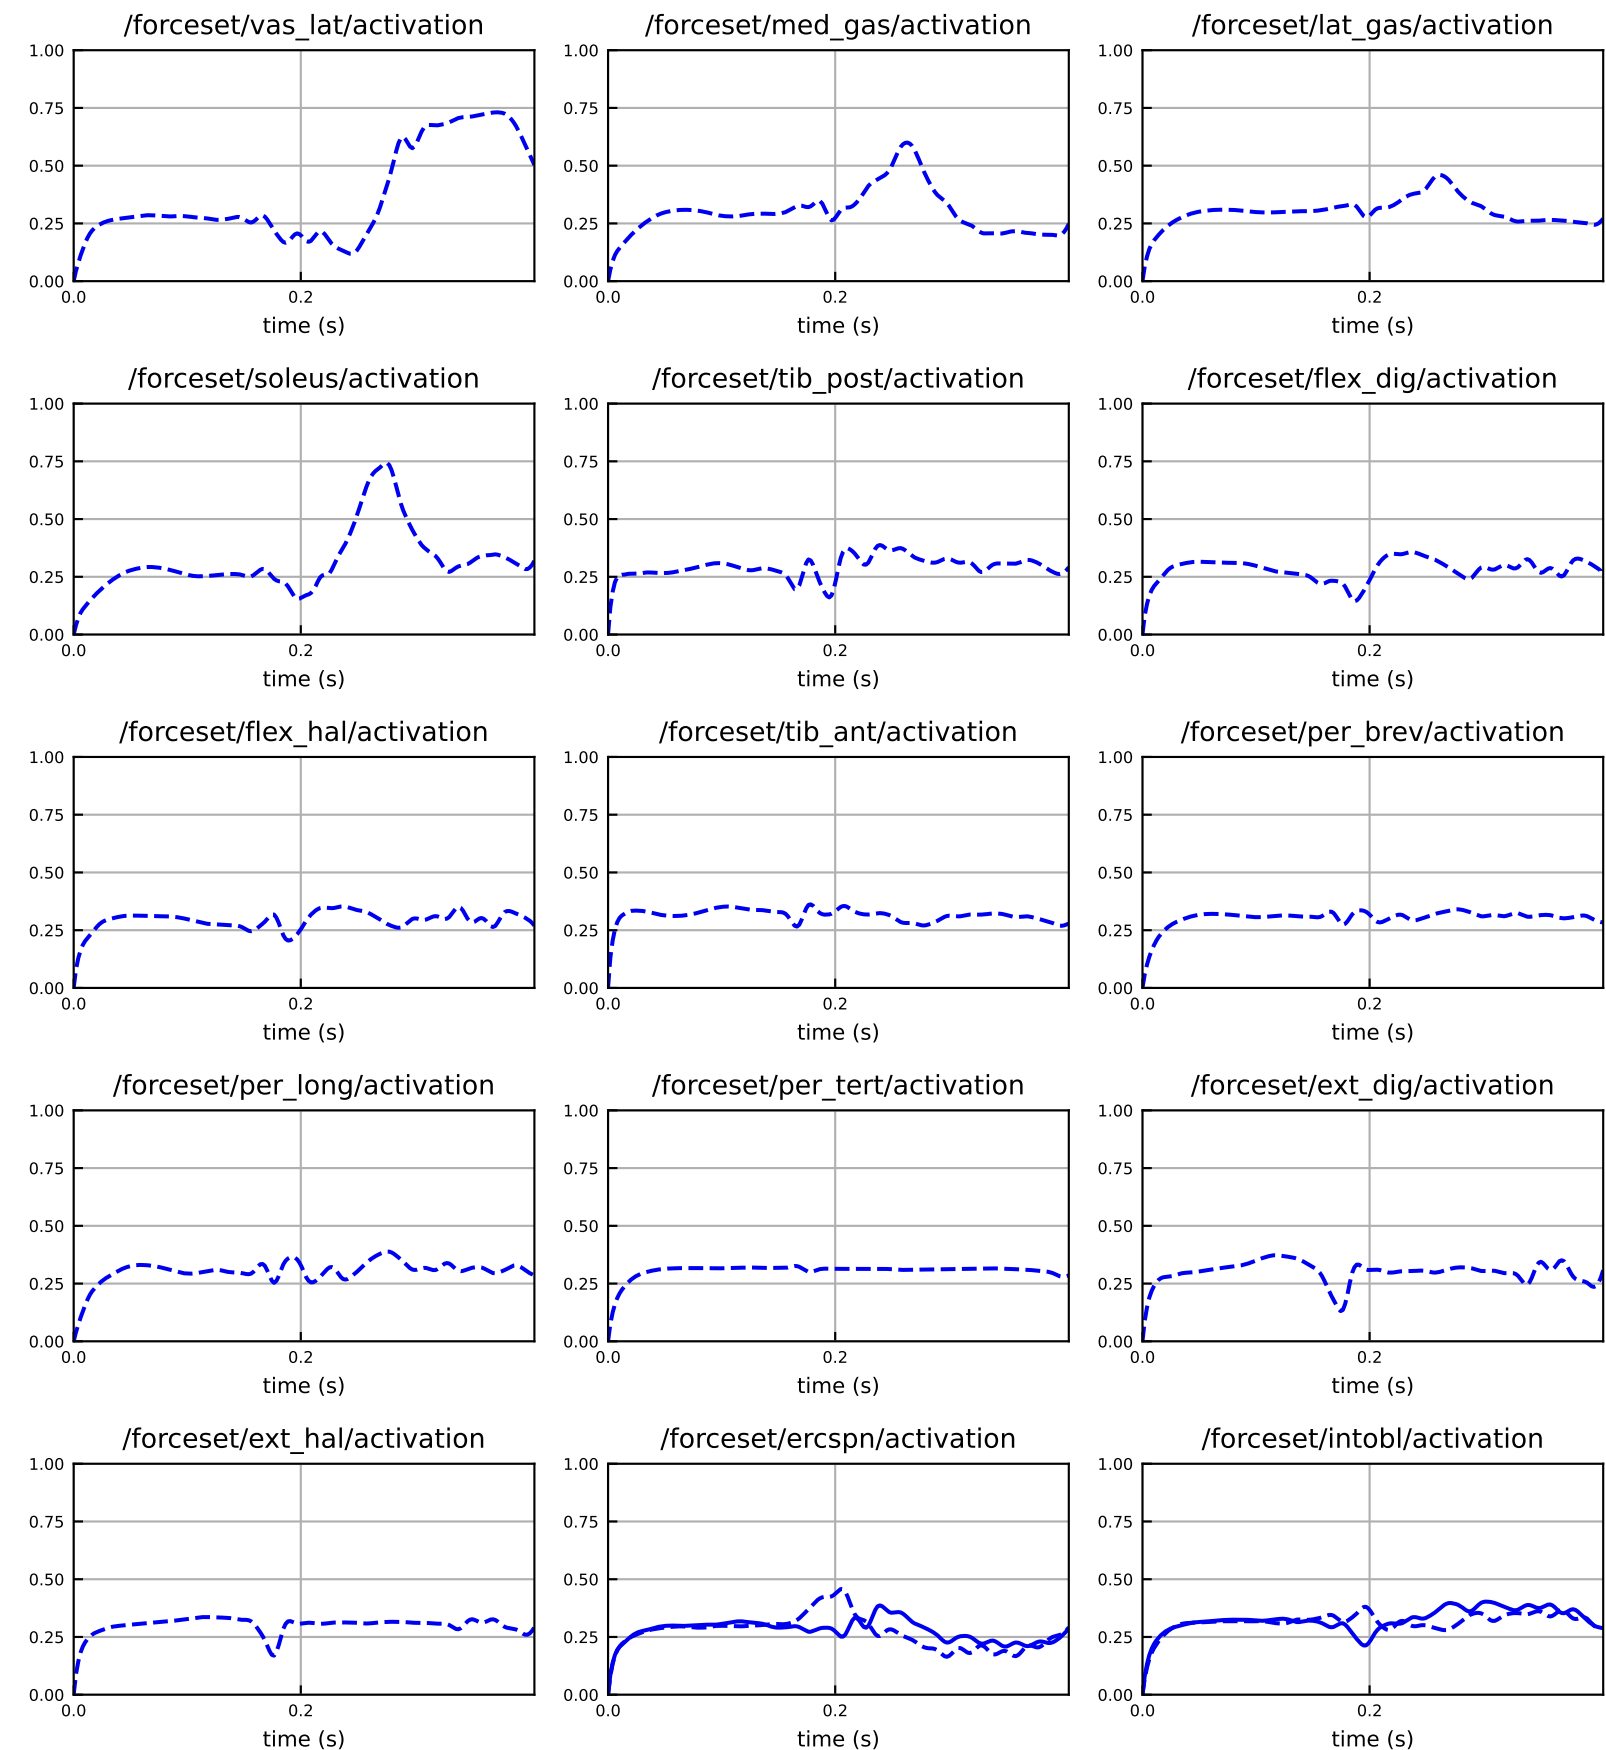 /forceset/vas_lat/activation /forceset/med_gas/activation /forceset/lat_gas/activation
1.00 1.00 1.00
0.75 0.75 0.75
0.50 0.50 0.50
0.25 0.25 0.25
0.00 0.00 0.00
0.0 0.2 0.0 0.2 0.0 0.2
time (s) time (s) time (s)
/forceset/soleus/activation /forceset/tib_post/activation /forceset/flex_dig/activation
1.00 1.00 1.00
0.75 0.75 0.75
0.50 0.50 0.50
0.25 0.25 0.25
0.00 0.00 0.00
0.0 0.2 0.0 0.2 0.0 0.2
time (s) time (s) time (s)
/forceset/flex_hal/activation /forceset/tib_ant/activation /forceset/per_brev/activation
1.00 1.00 1.00
0.75 0.75 0.75
0.50 0.50 0.50
0.25 0.25 0.25
0.00 0.00 0.00
0.0 0.2 0.0 0.2 0.0 0.2
time (s) time (s) time (s)
/forceset/per_long/activation /forceset/per_tert/activation /forceset/ext_dig/activation
1.00 1.00 1.00
0.75 0.75 0.75
0.50 0.50 0.50
0.25 0.25 0.25
0.00 0.00 0.00
0.0 0.2 0.0 0.2 0.0 0.2
time (s) time (s) time (s)
/forceset/ext_hal/activation /forceset/ercspn/activation /forceset/intobl/activation
1.00 1.00 1.00
0.75 0.75 0.75
0.50 0.50 0.50
0.25 0.25 0.25
0.00 0.00 0.00
0.0 0.2 0.0 0.2 0.0 0.2
time (s) time (s) time (s)